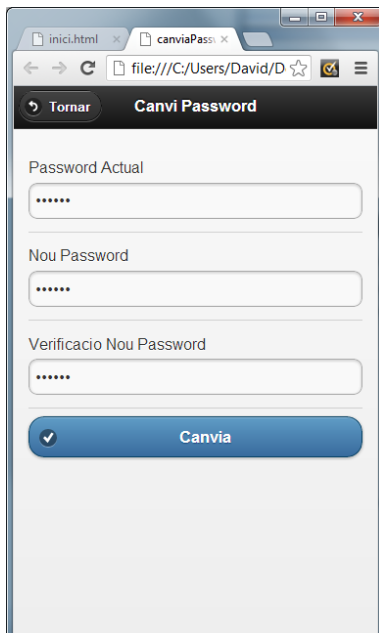 inici.html
canviaPass
file:///C:/Users/David/D
Tornar
Canvi Password
Password Actual
••••••
Nou Password
••••••
Verificacio Nou Password
••••••
Canvia